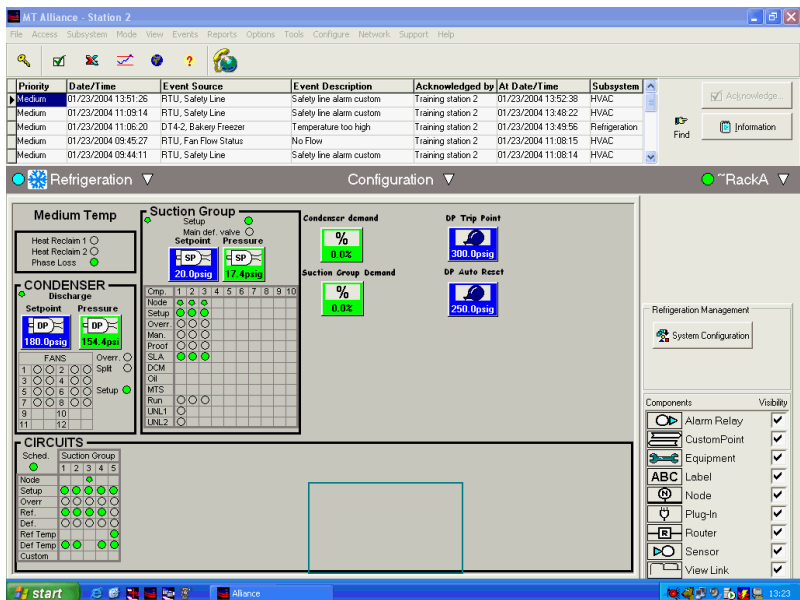 MT Alliance - Station 2
File Access Subsystem Mode View Events Reports Options Tools Configure Network Support Help
Priority Date/Time Event Source Event Description Acknowledged by At Date/Time Subsystem
Medium 01/23/2004 13:51:26 RTU, Safety Line Safety line alarm custom Training station 2 01/23/2004 13:52:38 HVAC
Medium 01/23/2004 11:09:14 RTU, Safety Line Safety line alarm custom Training station 2 01/23/2004 13:48:22 HVAC
Medium 01/23/2004 11:06:20 DT4-2, Bakery Freezer Temperature too high Training station 2 01/23/2004 13:49:56 Refrigeration
Medium 01/23/2004 09:45:27 RTU, Fan Flow Status No Flow Training station 2 01/23/2004 11:08:15 HVAC
Medium 01/23/2004 09:44:11 RTU, Safety Line Safety line alarm custom Training station 2 01/23/2004 11:08:14 HVAC
Acknowledge...
Find
Information
Refrigeration Configuration ~RackA
Medium Temp
Heat Reclaim 1
Heat Reclaim 2
Phase Loss
CONDENSER
Discharge
Setpoint Pressure
DP DP
180.0psig 154.4psi
FANS Overr.
1 2 Split
3 4
5 6 Setup
7 8
9 10
11 12
Suction Group
Setup
Main def. valve
Setpoint Pressure
SP SP
20.0psig 17.4psig
Cmp. 1 2 3 4 5 6 7 8 9 10
Node
Setup
Overr.
Man.
Proof
SLA
DCM
Oil
MTS
Run
UNL1
UNL2
Condenser demand
%
0.0%
Suction Group Demand
%
0.0%
DP Trip Point
300.0psig
DP Auto Reset
250.0psig
CIRCUITS
Sched. Suction Group
1 2 3 4 5
Node
Setup
Overr.
Ref.
Def.
Ref Temp
Def Temp
Custom
Refrigeration Management
System Configuration
Components Visibility
Alarm Relay
CustomPoint
Equipment
ABC Label
N Node
Plug-In
R Router
Sensor
View Link
start
Alliance
13:23